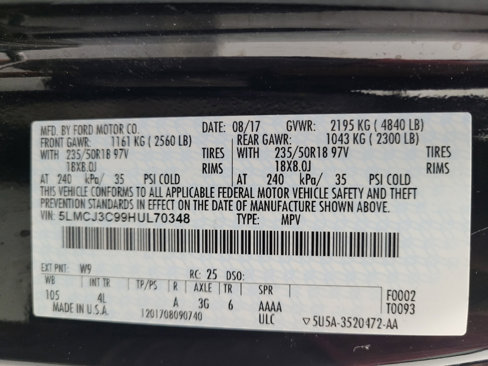 MFD. BY FORD MOTOR CO. DATE: 08/17 GVWR: 2195 KG ( 4840 LB)
FRONT GAWR: 1161 KG ( 2560 LB) REAR GAWR: 1043 KG ( 2300 LB)
WITH 235/50R18 97V TIRES WITH 235/50R18 97V TIRES
18X8.0J RIMS 18X8.0J RIMS
AT 240 kPa/ 35 PSI COLD AT 240 kPa/ 35 PSI COLD
THIS VEHICLE CONFORMS TO ALL APPLICABLE FEDERAL MOTOR VEHICLE SAFETY AND THEFT
PREVENTION STANDARDS IN EFFECT ON THE DATE OF MANUFACTURE SHOWN ABOVE.
VIN: 5LMCJ3C99HUL70348 TYPE: MPV
EXT PNT: W9 RC: 25 DSO:
WB INT TR TP/PS R AXLE TR SPR
105 4L A 3G 6 AAAA F0002
MADE IN U.S.A. 1201708090740 ULC ▽5U5A-3520472-AA T0093